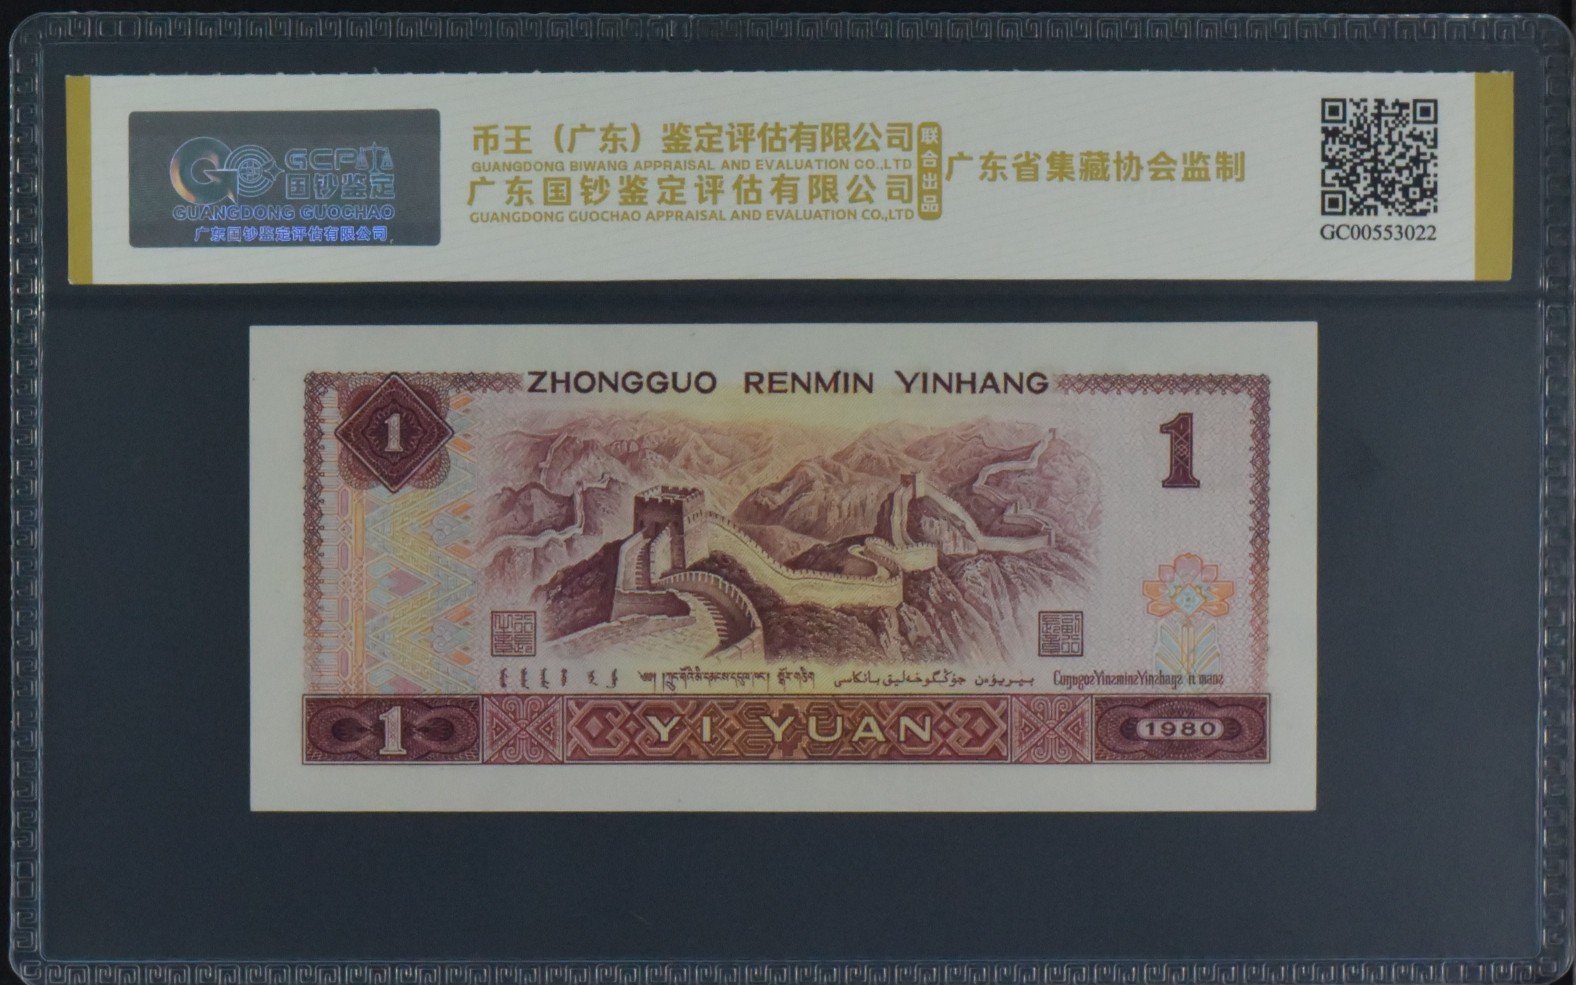 GCP
国钞鉴定
GUANGDONG GUOCHAO
广东国钞鉴定评估有限公司
币王（广东）鉴定评估有限公司
GUANGDONG BIWANG APPRAISAL AND EVALUATION CO.,LTD
广东国钞鉴定评估有限公司
GUANGDONG GUOCHAO APPRAISAL AND EVALUATION CO,.LTD
联合出品
广东省集藏协会监制
GC00553022
ZHONGGUO RENMIN YINHANG
1
1
YI YUAN
1
1980